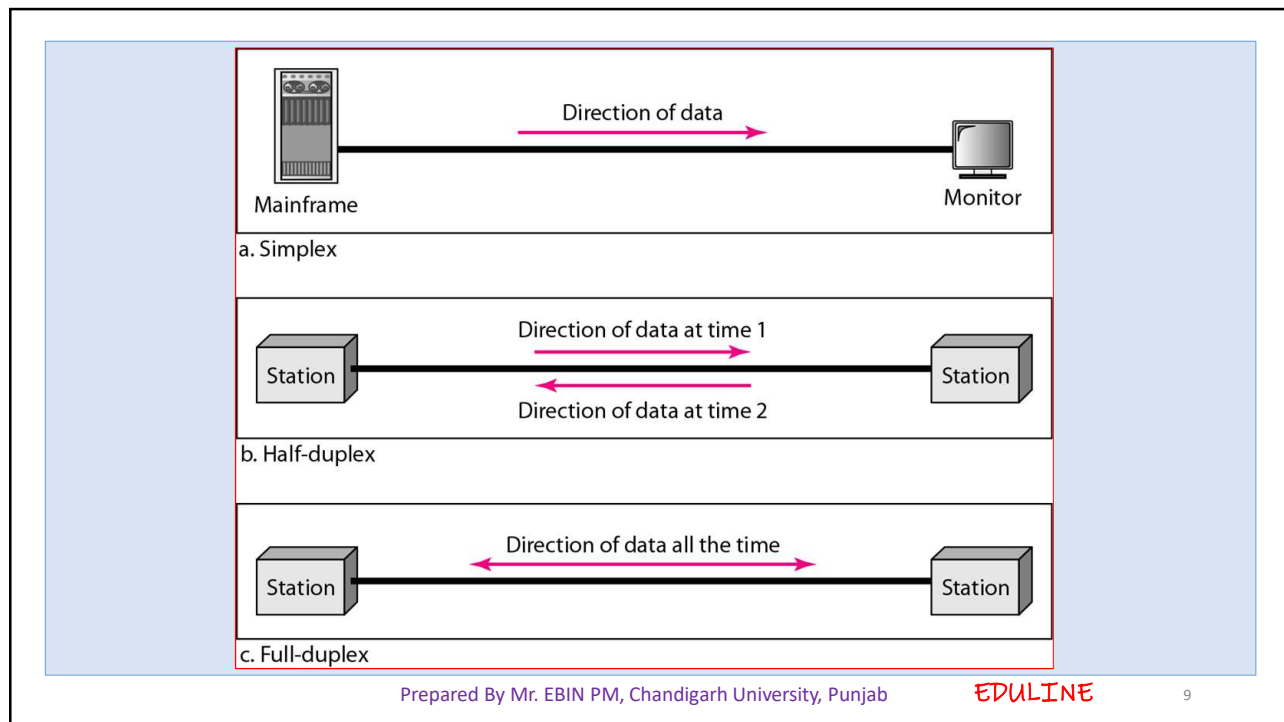 Direction of data
Mainframe
Monitor
a. Simplex
Direction of data at time 1
Station
Station
Direction of data at time 2
b. Half-duplex
Direction of data all the time
Station
Station
c. Full-duplex
Prepared By Mr. EBIN PM, Chandigarh University, Punjab EDULINE 9